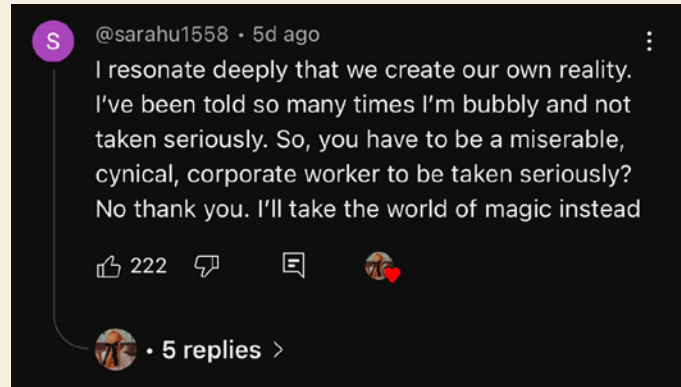 S
@sarahu1558 • 5d ago
I resonate deeply that we create our own reality.
I've been told so many times I'm bubbly and not
taken seriously. So, you have to be a miserable,
cynical, corporate worker to be taken seriously?
No thank you. I'll take the world of magic instead
222
• 5 replies >